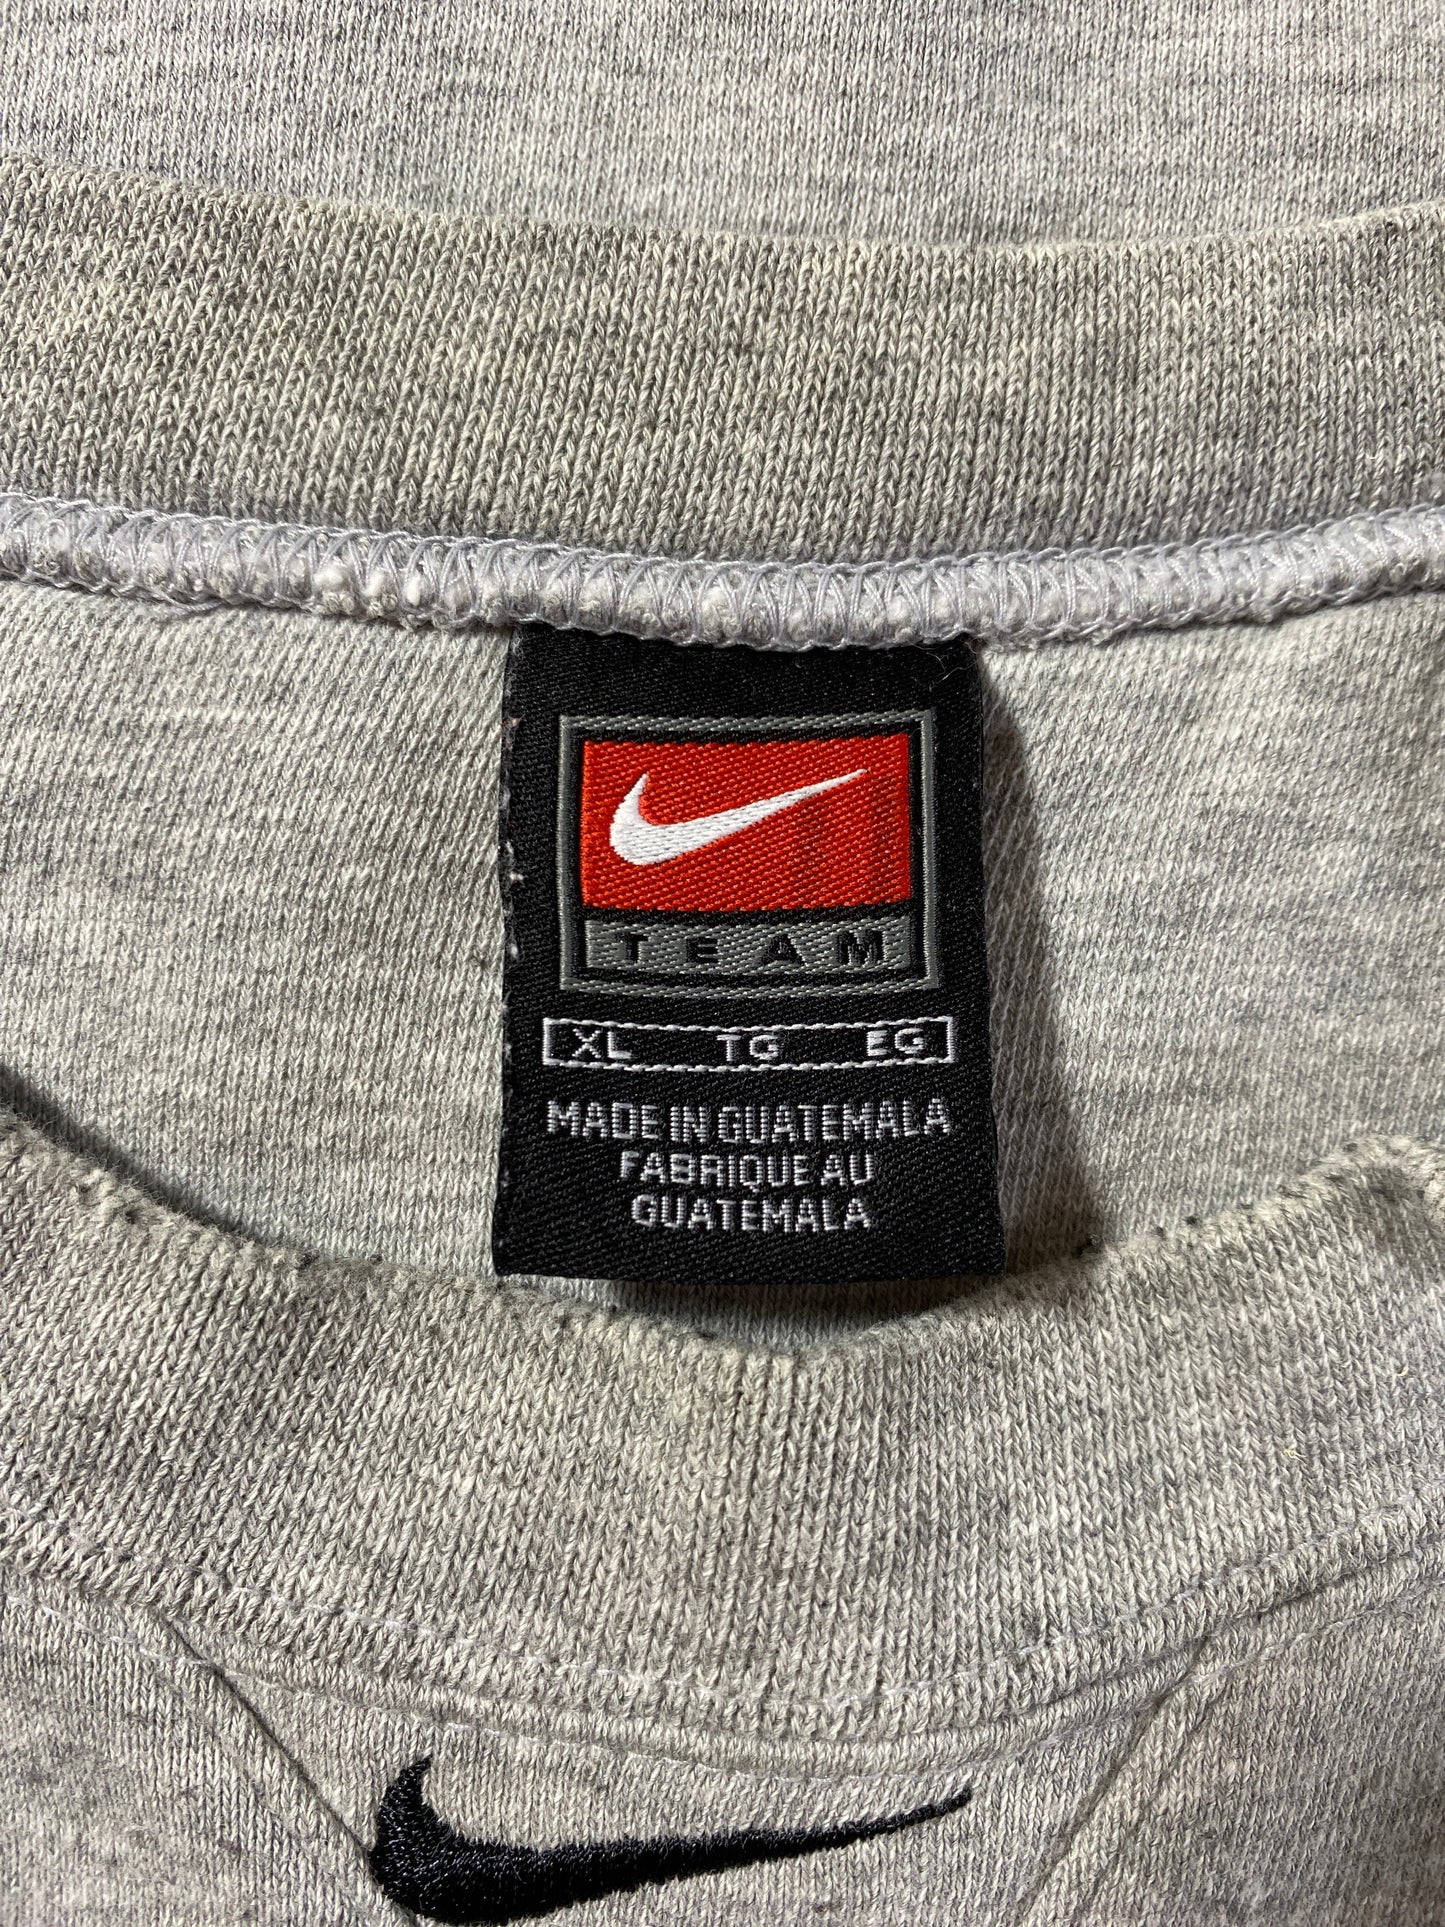 TEAM
XL TG EG
MADE IN GUATEMALA
FABRIQUE AU
GUATEMALA